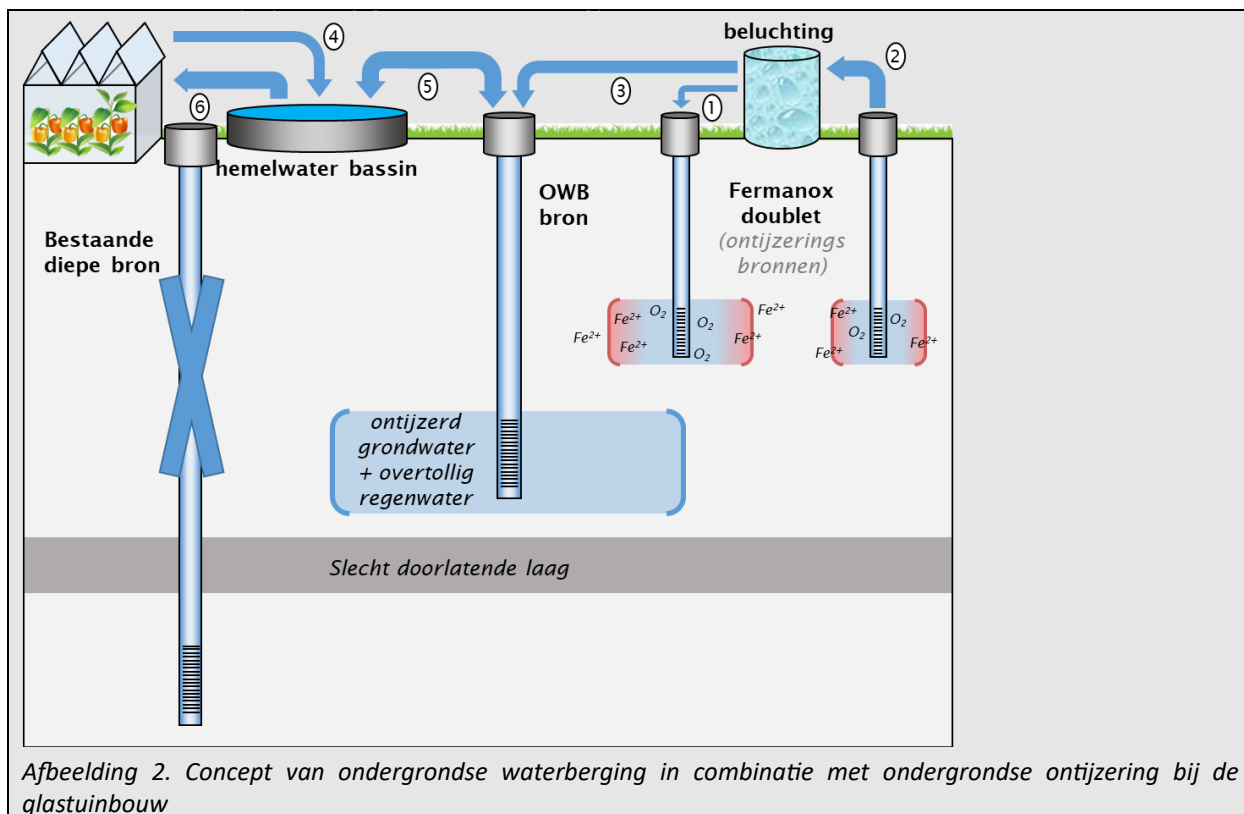 beluchting
④
②
⑤
③
①
⑥
hemelwater bassin
OWB
bron
Fermanox
doublet
(ontijzerings
bronnen)
Bestaande
diepe bron
Fe²⁺ Fe²⁺ Fe²⁺ O₂ O₂ O₂ Fe²⁺ Fe²⁺
Fe²⁺ Fe²⁺ O₂ O₂ Fe²⁺
ontijzerd
grondwater
+ overtollig
regenwater
Slecht doorlatende laag
Afbeelding 2. Concept van ondergrondse waterberging in combinatie met ondergrondse ontijzering bij de
glastuinbouw